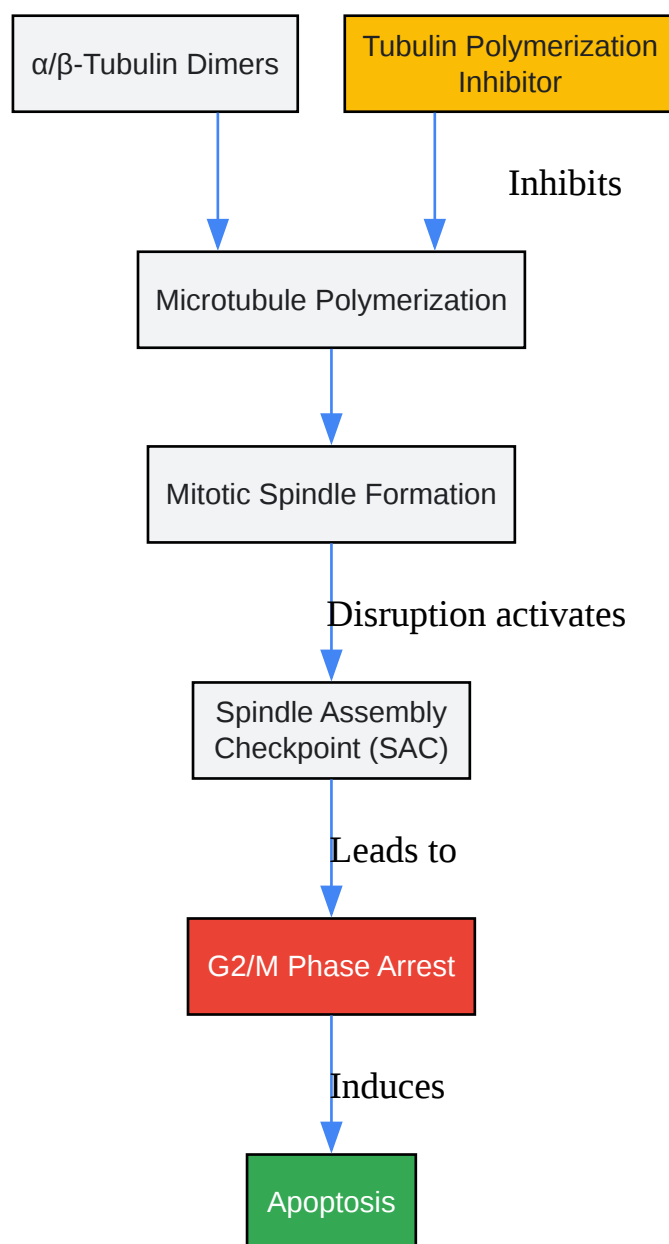 α/β-Tubulin Dimers
Tubulin Polymerization
Inhibitor
Inhibits
Microtubule Polymerization
Mitotic Spindle Formation
Disruption activates
Spindle Assembly
Checkpoint (SAC)
Leads to
G2/M Phase Arrest
Induces
Apoptosis